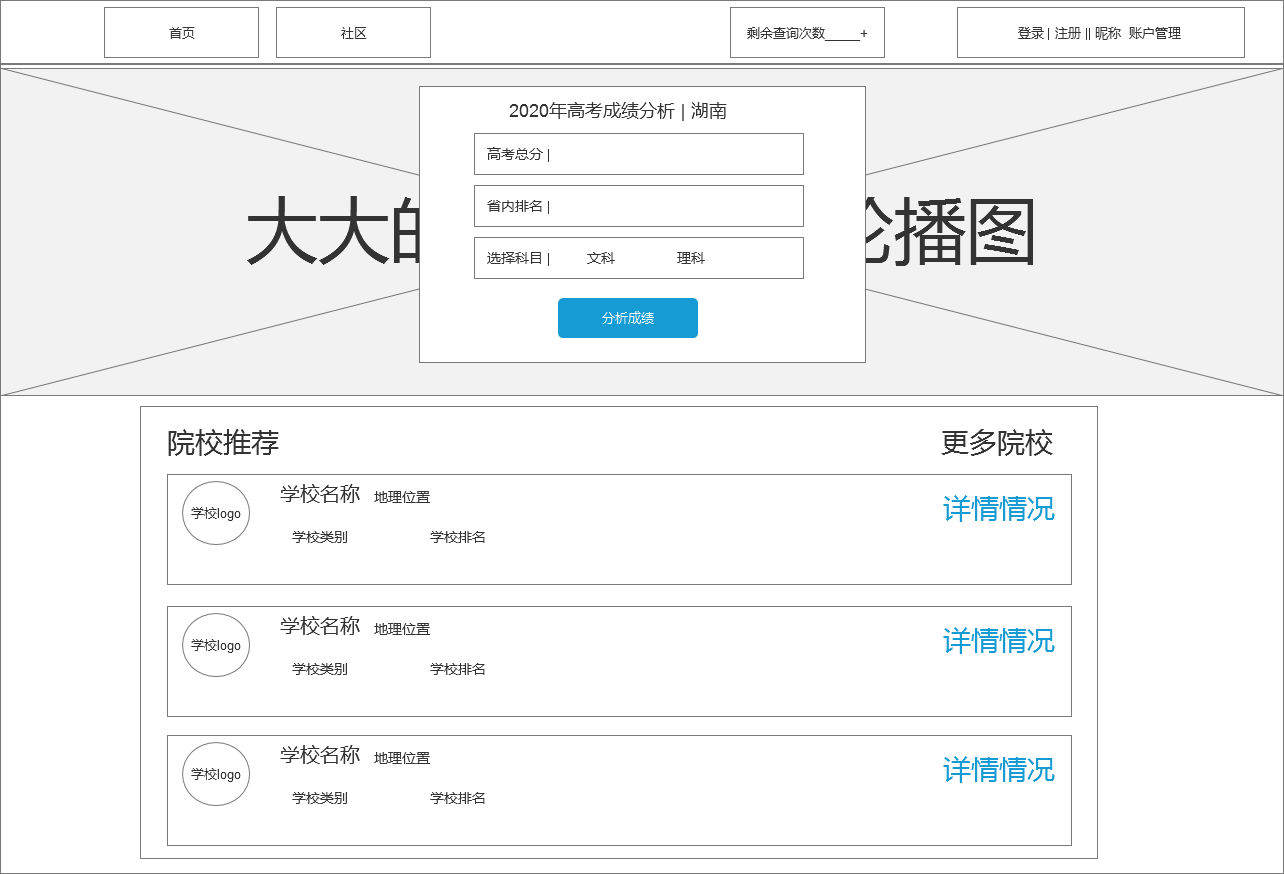 首页
社区
剩余查询次数_____+
登录 | 注册 || 昵称 账户管理
2020年高考成绩分析 | 湖南
高考总分 |
省内排名 |
选择科目 | 文科 理科
大大的
播图
分析成绩
院校推荐
更多院校
学校logo
学校名称 地理位置
详情情况
学校类别 学校排名
学校logo
学校名称 地理位置
详情情况
学校类别 学校排名
学校logo
学校名称 地理位置
详情情况
学校类别 学校排名